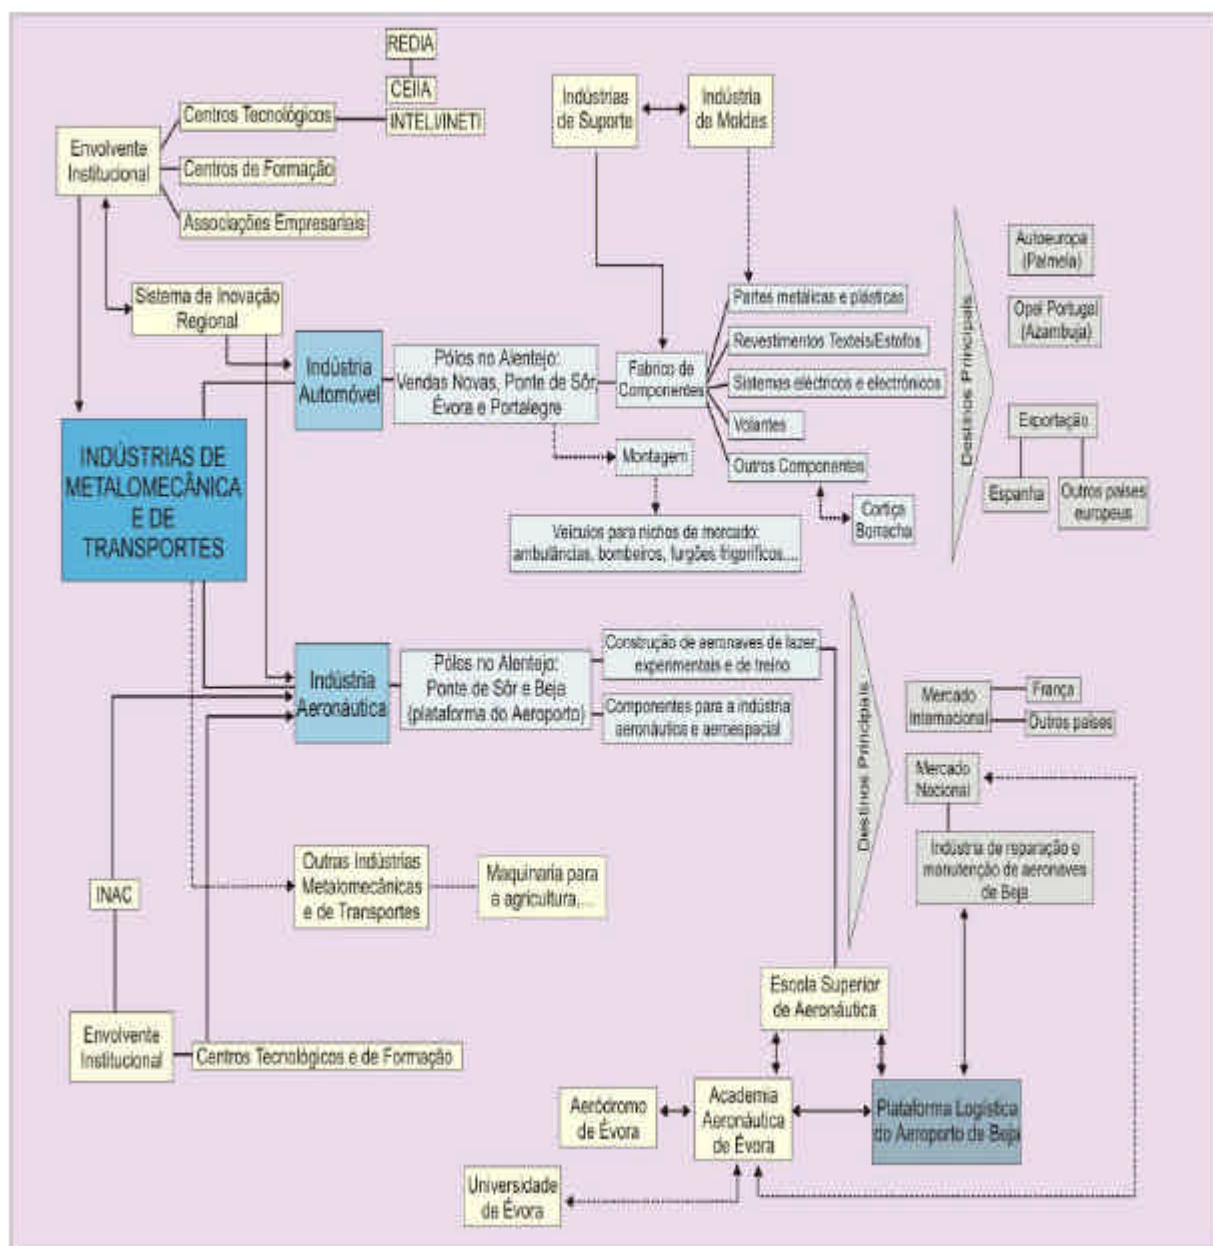 REDIA
CEIIA
INTELI/INETI
Centros Tecnológicos
Envolvente
Institucional
Centros de Formação
Associações Empresariais
Indústrias
de Suporte
Indústria
de Moldes
Sistema de Inovação
Regional
Indústria
Automóvel
Pólos no Alentejo:
Vendas Novas, Ponte de Sôr,
Évora e Portalegre
Fabrico de
Componentes
Partes metálicas e plásticas
Revestimentos Texteis/Estofos
Sistemas eléctricos e electrónicos
Volantes
Outros Componentes
Montagem
Cortiça
Borracha
Veículos para nichos de mercado:
ambulâncias, bombeiros, furgões frigoríficos....
Destinos Principais
Autoeuropa
(Palmela)
Opel Portugal
(Azambuja)
Exportação
Espanha
Outros países
europeus
INDÚSTRIAS DE
METALOMECÂNICA
E DE
TRANSPORTES
Indústria
Aeronáutica
Pólos no Alentejo:
Ponte de Sôr e Beja
(plataforma do Aeroporto)
Construção de aeronaves de lazer,
experimentais e de treino
Componentes para a indústria
aeronáutica e aeroespacial
Destinos Principais
Mercado
Internacional
França
Outros países
Mercado
Nacional
Indústria de reparação e
manutenção de aeronaves
de Beja
Outras Indústrias
Metalomecânicas
e de Transportes
Maquinaria para
a agricultura,...
INAC
Envolvente
Institucional
Centros Tecnológicos e de Formação
Escola Superior
de Aeronáutica
Aeródromo
de Évora
Academia
Aeronáutica
de Évora
Plataforma Logística
do Aeroporto de Beja
Universidade
de Évora